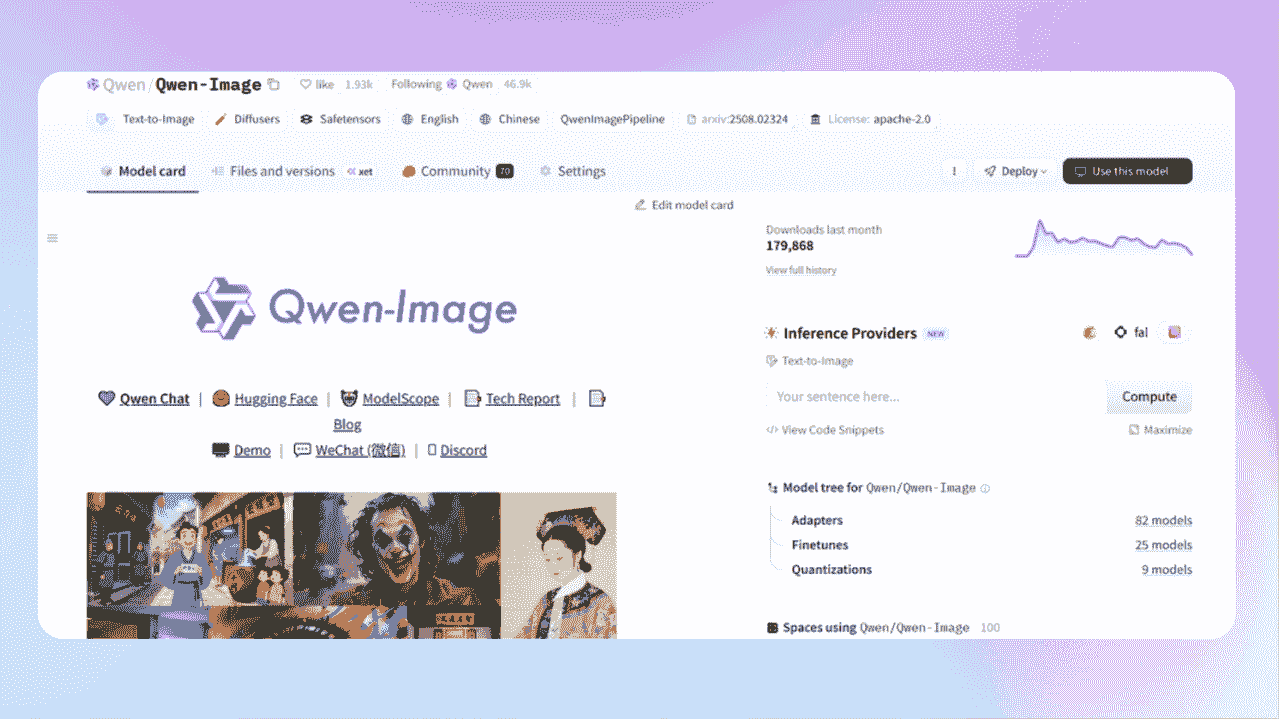 Qwen/Qwen-Image like 1.93k Following Qwen 46.9k
Text-to-Image Diffusers Safetensors English Chinese QwenImagePipeline arxiv:2508.02324 License: apache-2.0
Model card Files and versions xet Community 70 Settings Deploy Use this model
Edit model card
Downloads last month
179,868
View full history
Qwen-Image
Inference Providers NEW fal
Text-to-Image
Qwen Chat | Hugging Face | ModelScope | Tech Report |
Blog
Demo | WeChat (微信) | Discord
Your sentence here... Compute
View Code Snippets Maximize
Model tree for Qwen/Qwen-Image
Adapters 82 models
Finetunes 25 models
Quantizations 9 models
Spaces using Qwen/Qwen-Image 100